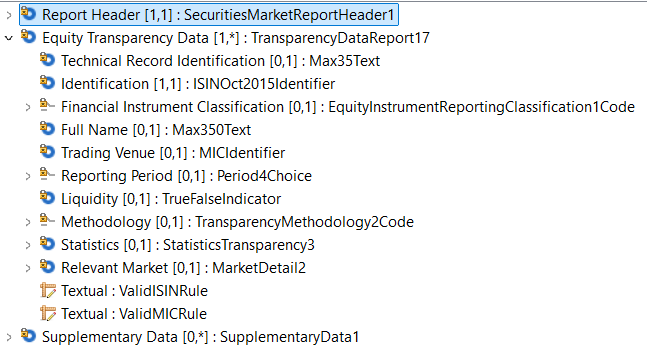 Report Header [1,1] : SecuritiesMarketReportHeader1
Equity Transparency Data [1,*] : TransparencyDataReport17
Technical Record Identification [0,1] : Max35Text
Identification [1,1] : ISINOct2015Identifier
Financial Instrument Classification [0,1] : EquityInstrumentReportingClassification1Code
Full Name [0,1] : Max350Text
Trading Venue [0,1] : MICIdentifier
Reporting Period [0,1] : Period4Choice
Liquidity [0,1] : TrueFalseIndicator
Methodology [0,1] : TransparencyMethodology2Code
Statistics [0,1] : StatisticsTransparency3
Relevant Market [0,1] : MarketDetail2
Textual : ValidISINRule
Textual : ValidMICRule
Supplementary Data [0,*] : SupplementaryData1